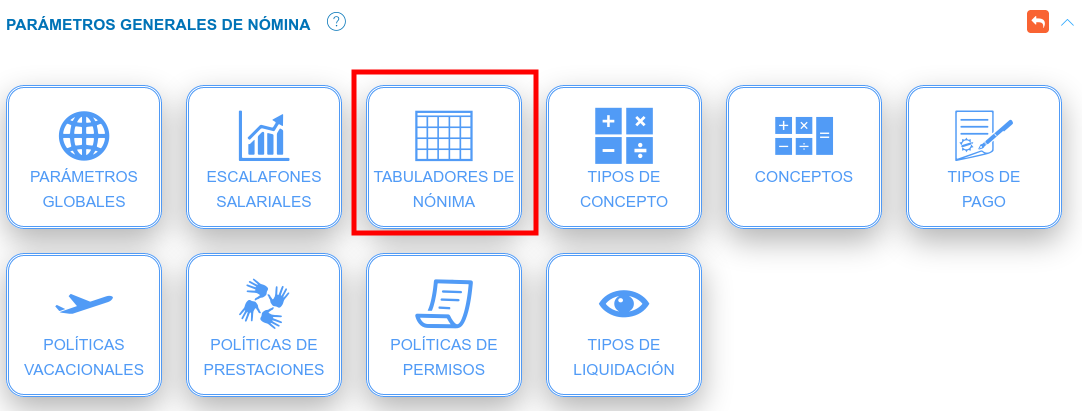 PARÁMETROS GENERALES DE NÓMINA ?
PARÁMETROS
GLOBALES
ESCALAFONES
SALARIALES
TABULADORES DE
NÓNIMA
TIPOS DE
CONCEPTO
CONCEPTOS
TIPOS DE
PAGO
POLÍTICAS
VACACIONALES
POLÍTICAS DE
PRESTACIONES
POLÍTICAS DE
PERMISOS
TIPOS DE
LIQUIDACIÓN